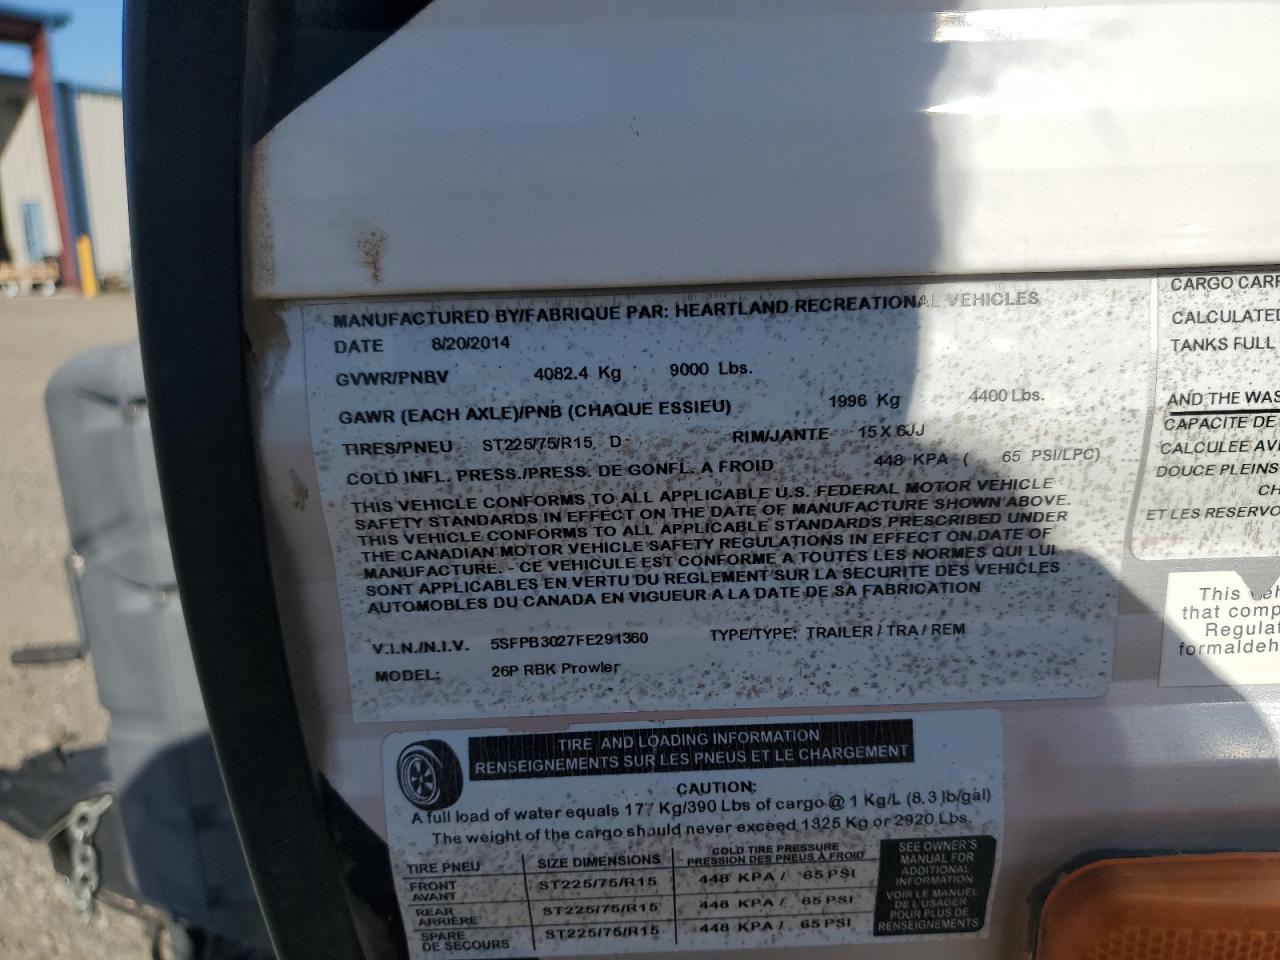 MANUFACTURED BY/FABRIQUE PAR: HEARTLAND RECREATIONAL VEHICLES
DATE 8/20/2014
GVWR/PNBV 4082.4 Kg 9000 Lbs.
GAWR (EACH AXLE)/PNB (CHAQUE ESSIEU) 1996 Kg 4400 Lbs.
TIRES/PNEU ST225/75/R15 D RIM/JANTE 15 X 6JJ
COLD INFL. PRESS./PRESS. DE GONFL. A FROID 448 KPA ( 65 PSI/LPC)
THIS VEHICLE CONFORMS TO ALL APPLICABLE U.S. FEDERAL MOTOR VEHICLE
SAFETY STANDARDS IN EFFECT ON THE DATE OF MANUFACTURE SHOWN ABOVE.
THIS VEHICLE CONFORMS TO ALL APPLICABLE STANDARDS PRESCRIBED UNDER
THE CANADIAN MOTOR VEHICLE SAFETY REGULATIONS IN EFFECT ON DATE OF
MANUFACTURE. - CE VEHICULE EST CONFORME A TOUTES LES NORMES QUI LUI
SONT APPLICABLES EN VERTU DU REGLEMENT SUR LA SECURITE DES VEHICLES
AUTOMOBILES DU CANADA EN VIGUEUR A LA DATE DE SA FABRICATION
V.I.N./N.I.V. 5SFPB3027FE291360 TYPE/TYPE: TRAILER / TRA / REM
MODEL: 26P RBK Prowler
CARGO CARR
CALCULATED
TANKS FULL
AND THE WAS
CAPACITE DE
CALCULEE AV
DOUCE PLEINS
CH
ET LES RESERVO
This veh
that comp
Regulat
formaldeh
TIRE AND LOADING INFORMATION
RENSEIGNEMENTS SUR LES PNEUS ET LE CHARGEMENT
CAUTION:
A full load of water equals 177 Kg/390 Lbs of cargo @ 1 Kg/L (8.3 lb/gal)
The weight of the cargo should never exceed 1325 Kg or 2920 Lbs.
TIRE PNEU SIZE DIMENSIONS COLD TIRE PRESSURE
PRESSION DES PNEUS À FROID
FRONT
AVANT ST225/75/R15 448 KPA / 65 PSI
REAR
ARRIÈRE ST225/75/R15 448 KPA / 65 PSI
SPARE
DE SECOURS ST225/75/R15 448 KPA / 65 PSI
SEE OWNER'S
MANUAL FOR
ADDITIONAL
INFORMATION
VOIR LE MANUEL
DE L'USAGER
POUR PLUS DE
RENSEIGNEMENTS